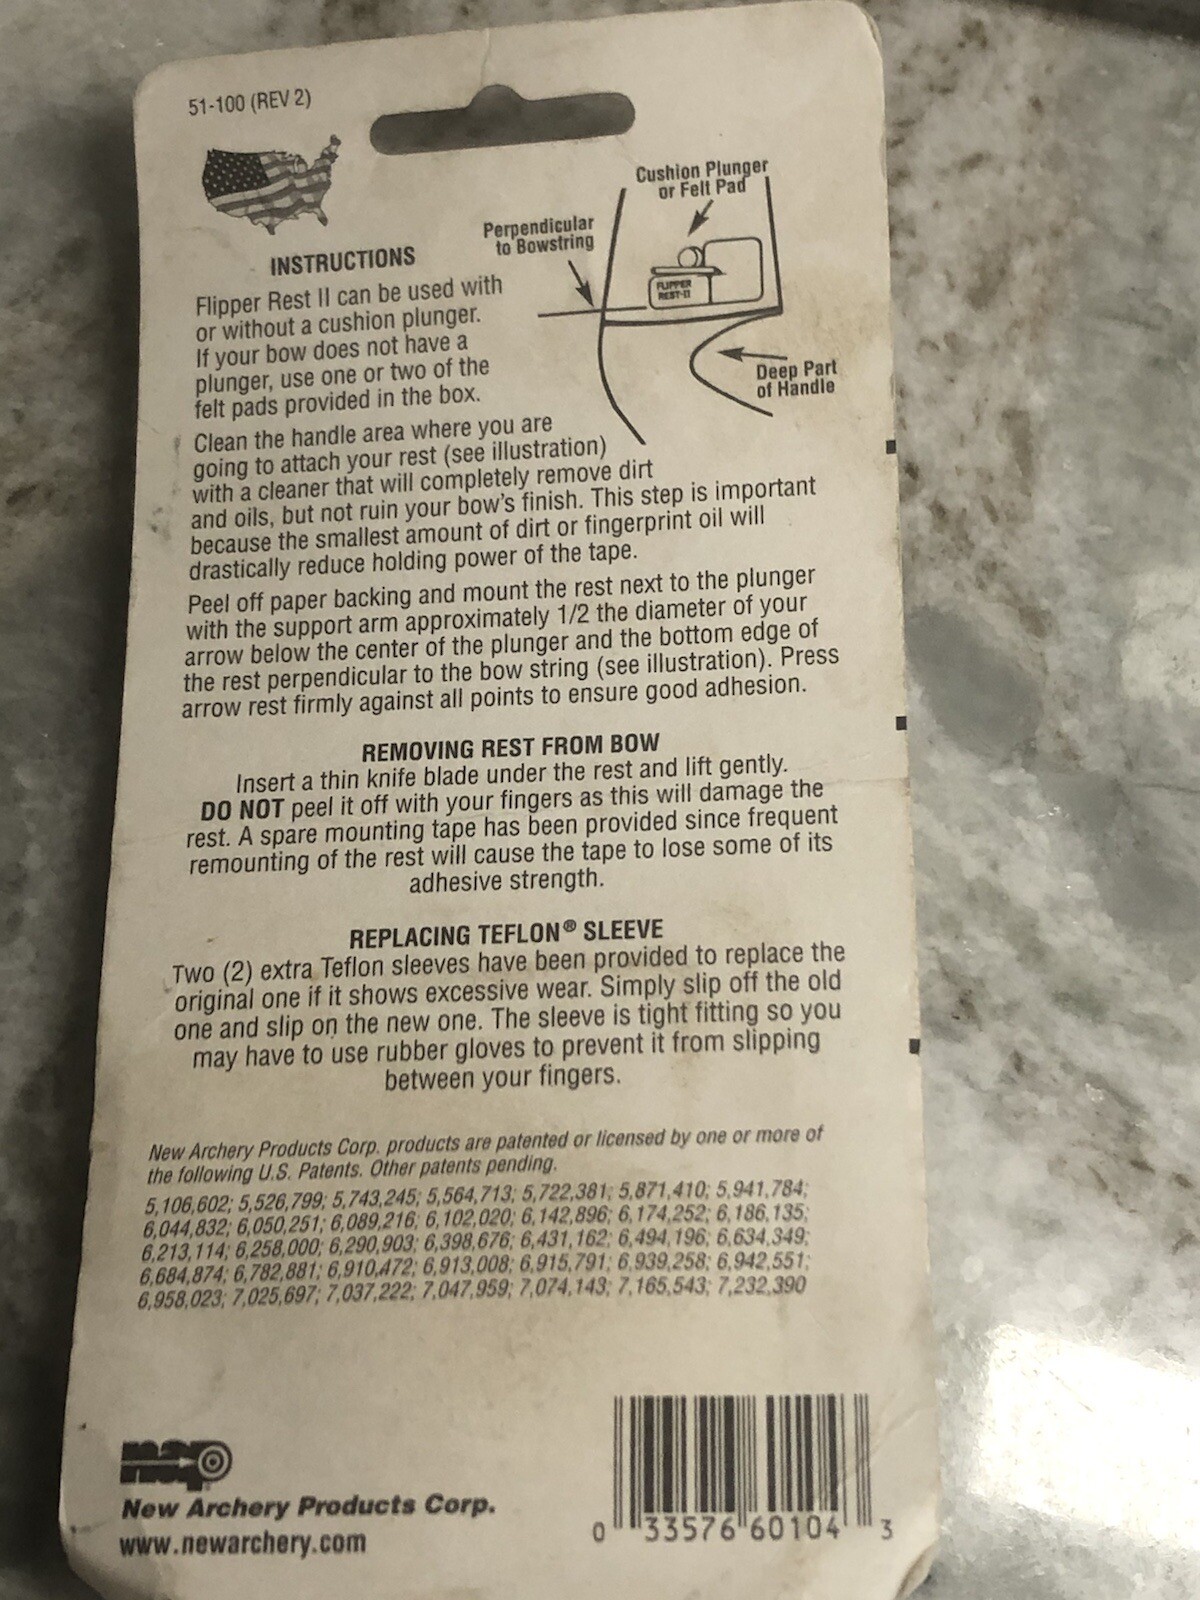 51-100 (REV 2)
Cushion Plunger
or Felt Pad
Perpendicular
to Bowstring
FLIPPER
REST-II
Deep Part
of Handle
INSTRUCTIONS
Flipper Rest II can be used with
or without a cushion plunger.
If your bow does not have a
plunger, use one or two of the
felt pads provided in the box.
Clean the handle area where you are
going to attach your rest (see illustration)
with a cleaner that will completely remove dirt
and oils, but not ruin your bow's finish. This step is important
because the smallest amount of dirt or fingerprint oil will
drastically reduce holding power of the tape.
Peel off paper backing and mount the rest next to the plunger
with the support arm approximately 1/2 the diameter of your
arrow below the center of the plunger and the bottom edge of
the rest perpendicular to the bow string (see illustration). Press
arrow rest firmly against all points to ensure good adhesion.
REMOVING REST FROM BOW
Insert a thin knife blade under the rest and lift gently.
DO NOT peel it off with your fingers as this will damage the
rest. A spare mounting tape has been provided since frequent
remounting of the rest will cause the tape to lose some of its
adhesive strength.
REPLACING TEFLON® SLEEVE
Two (2) extra Teflon sleeves have been provided to replace the
original one if it shows excessive wear. Simply slip off the old
one and slip on the new one. The sleeve is tight fitting so you
may have to use rubber gloves to prevent it from slipping
between your fingers.
New Archery Products Corp. products are patented or licensed by one or more of
the following U.S. Patents. Other patents pending.
5,106,602; 5,526,799; 5,743,245; 5,564,713; 5,722,381; 5,871,410; 5,941,784;
6,044,832; 6,050,251; 6,089,216; 6,102,020; 6,142,896; 6,174,252; 6,186,135;
6,213,114; 6,258,000; 6,290,903; 6,398,676; 6,431,162; 6,494,196; 6,634,349;
6,684,874; 6,782,881; 6,910,472; 6,913,008; 6,915,791; 6,939,258; 6,942,551;
6,958,023; 7,025,697; 7,037,222; 7,047,959; 7,074,143; 7,165,543; 7,232,390
nap
New Archery Products Corp.
www.newarchery.com
0 33576 60104 3